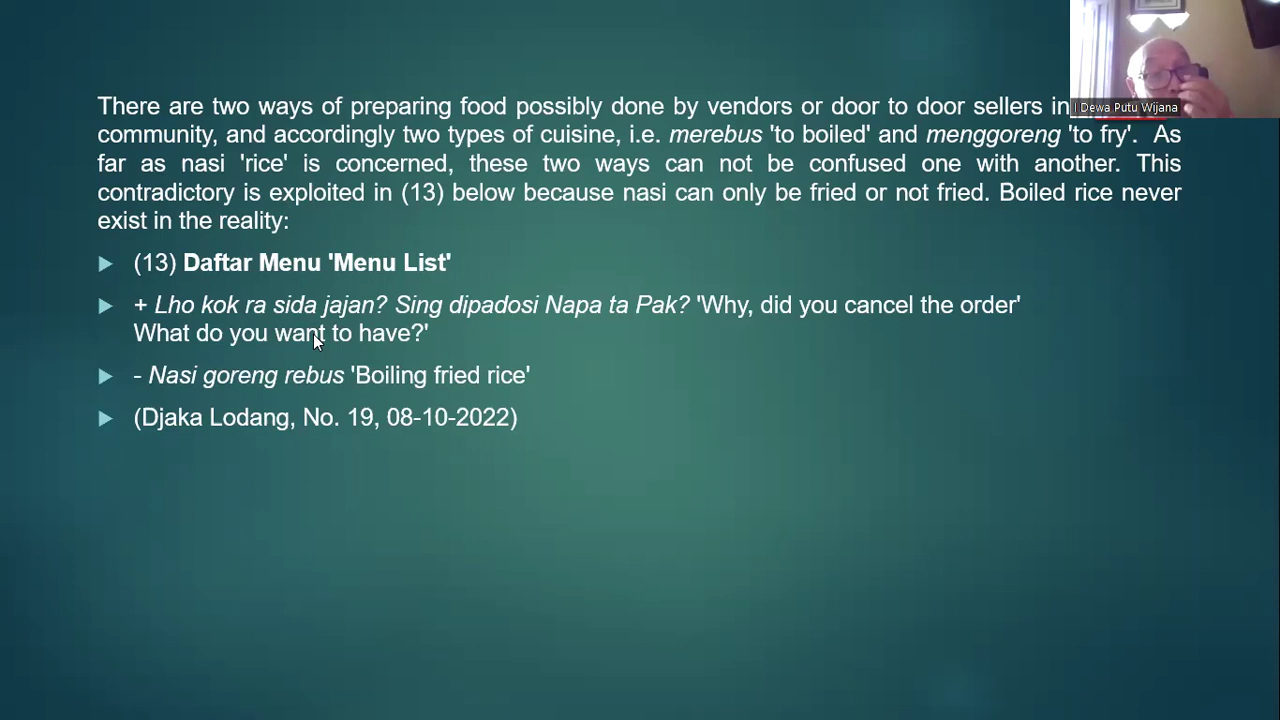 There are two ways of preparing food possibly done by vendors or door to door sellers in
community, and accordingly two types of cuisine, i.e. merebus 'to boiled' and menggoreng 'to fry'. As
far as nasi 'rice' is concerned, these two ways can not be confused one with another. This
contradictory is exploited in (13) below because nasi can only be fried or not fried. Boiled rice never
exist in the reality:
(13) Daftar Menu 'Menu List'
+ Lho kok ra sida jajan? Sing dipadosi Napa ta Pak? 'Why, did you cancel the order'
What do you want to have?'
- Nasi goreng rebus 'Boiling fried rice'
(Djaka Lodang, No. 19, 08-10-2022)
I Dewa Putu Wijana